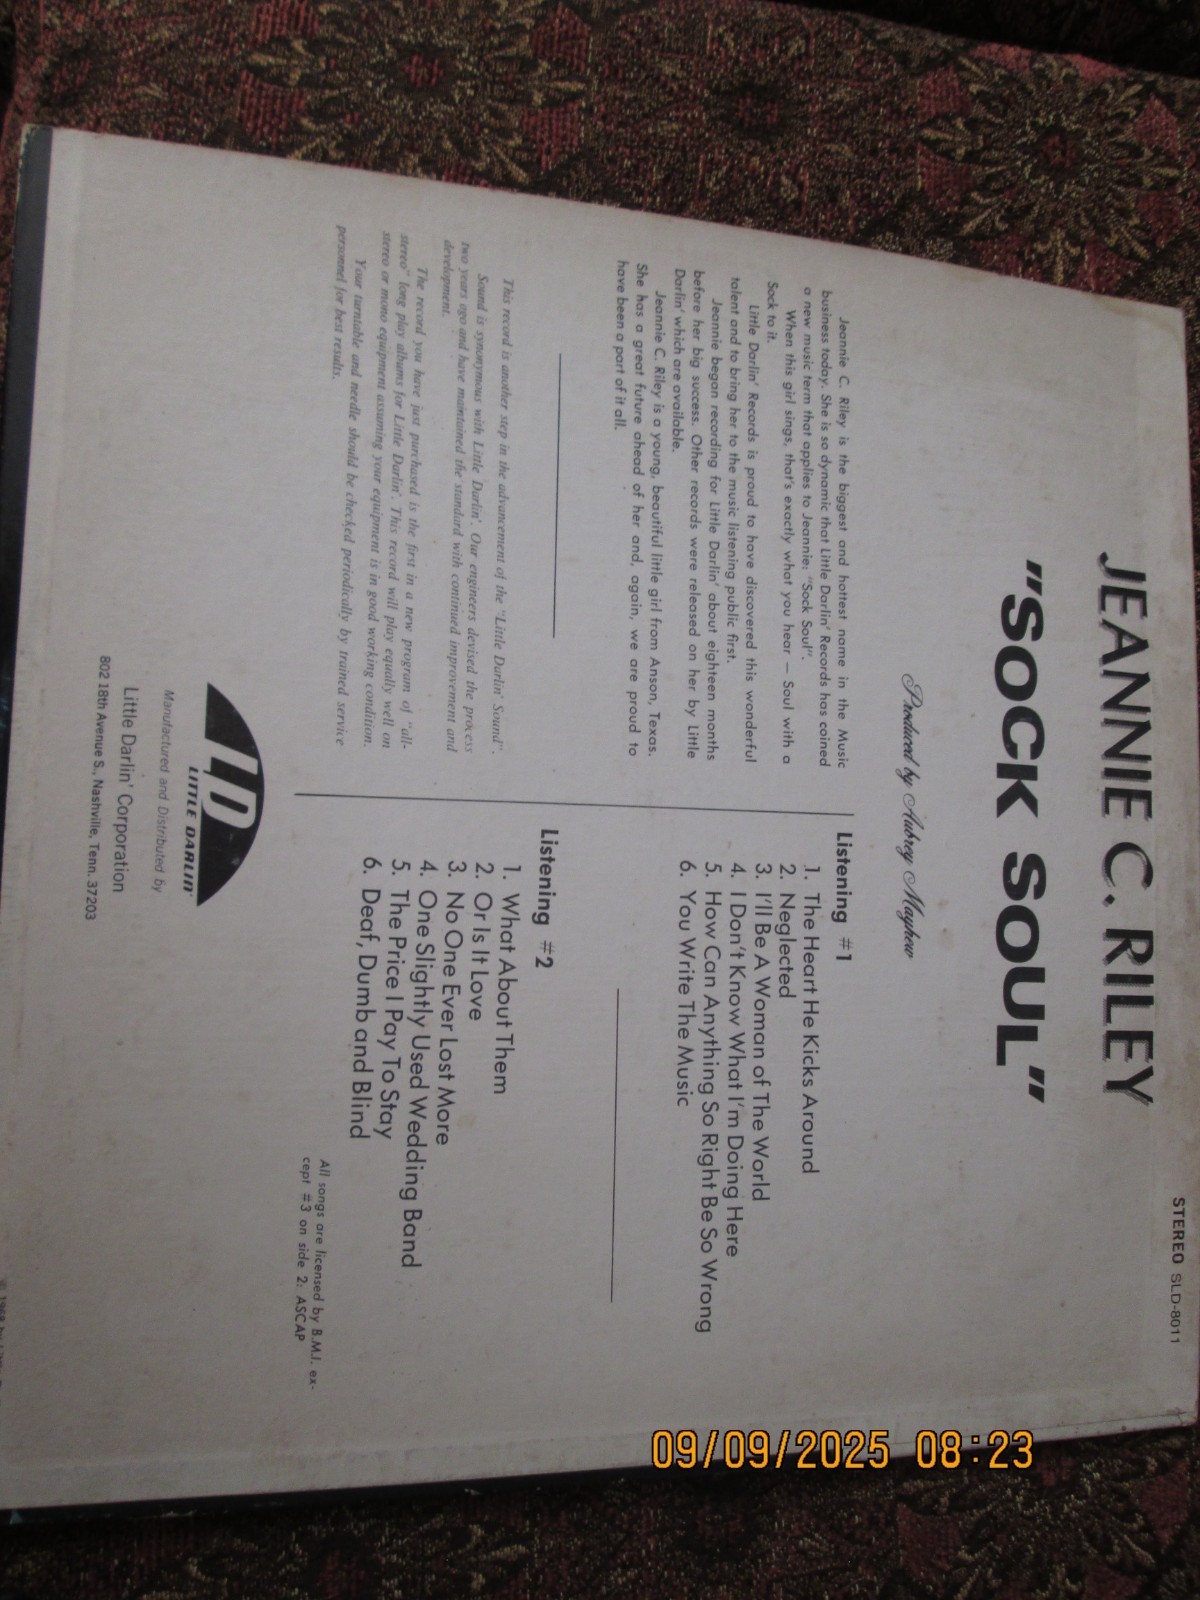 STEREO SLD-8011
JEANNIE C. RILEY
"SOCK SOUL"
Produced by Aubrey Mayhew
Jeannie C. Riley is the biggest and hottest name in the Music
business today. She is so dynamic that Little Darlin' Records has coined
a new music term that applies to Jeannie: "Sock Soul".
When this girl sings, that's exactly what you hear — Soul with a
Sock to it.
Little Darlin' Records is proud to have discovered this wonderful
talent and to bring her to the music listening public first.
Jeannie began recording for Little Darlin' about eighteen months
before her big success. Other records were released on her by Little
Darlin' which are available.
Jeannie C. Riley is a young, beautiful little girl from Anson, Texas.
She has a great future ahead of her and, again, we are proud to
have been a part of it all.
This record is another step in the advancement of the "Little Darlin' Sound".
Sound is synonymous with Little Darlin'. Our engineers devised the process
two years ago and have maintained the standard with continued improvement and
development.
The record you have just purchased is the first in a new program of "all-
stereo" long play albums for Little Darlin'. This record will play equally well on
stereo or mono equipment assuming your equipment is in good working condition.
Your turntable and needle should be checked periodically by trained service
personnel for best results.
Listening #1
1. The Heart He Kicks Around
2. Neglected
3. I'll Be A Woman of The World
4. I Don't Know What I'm Doing Here
5. How Can Anything So Right Be So Wrong
6. You Write The Music
Listening #2
1. What About Them
2. Or Is It Love
3. No One Ever Lost More
4. One Slightly Used Wedding Band
5. The Price I Pay To Stay
6. Deaf, Dumb and Blind
All songs are licensed by B.M.I. ex-
cept #3 on side 2: ASCAP
LD
LITTLE DARLIN'
Manufactured and Distributed by
Little Darlin' Corporation
802 18th Avenue S., Nashville, Tenn. 37203
09/09/2025 08:23